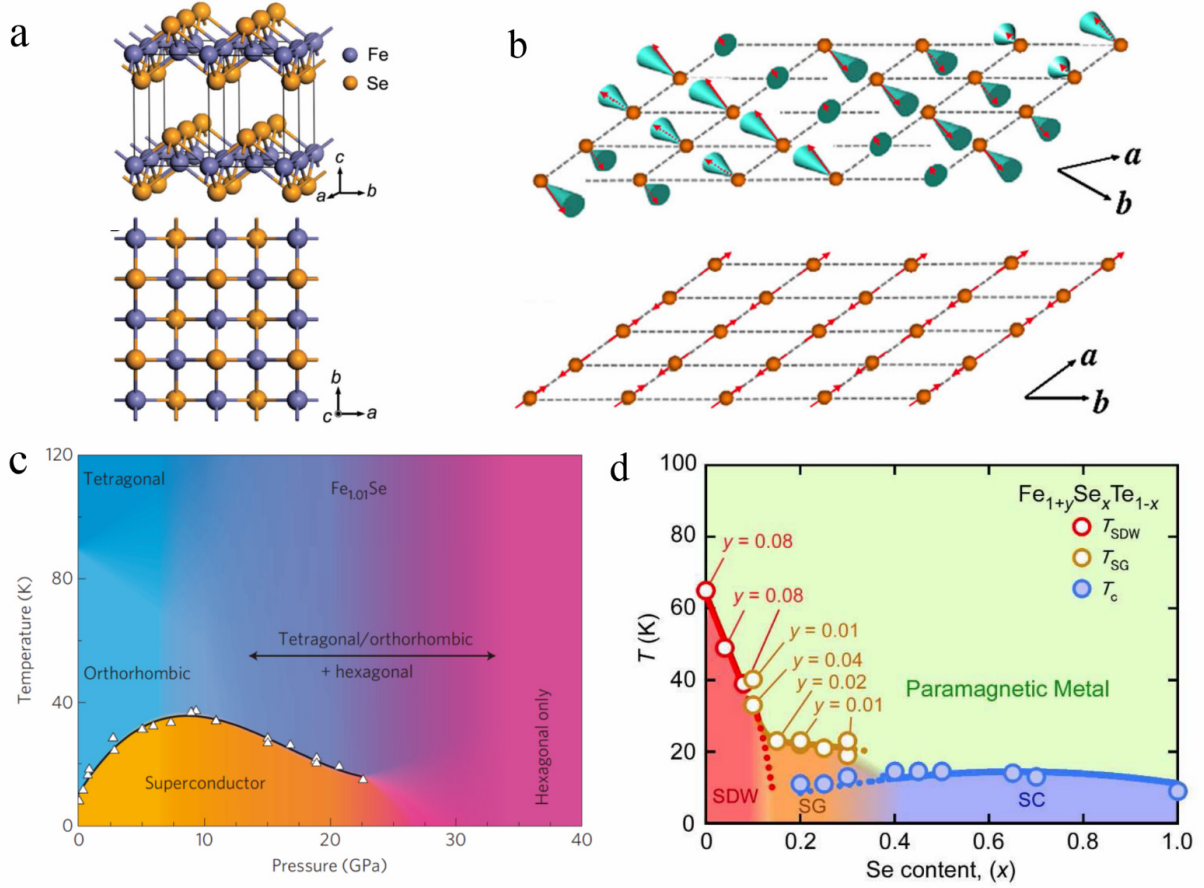 a
Fe
Se
c
a
b
b
c
a
b
a
b
a
b
c
120
80
40
0
Temperature (K)
0
10
20
30
40
Pressure (GPa)
Tetragonal
Fe₁.₀₁Se
Tetragonal/orthorhombic
+ hexagonal
Orthorhombic
Superconductor
Hexagonal only
d
100
80
60
40
20
0
T (K)
0
0.2
0.4
0.6
0.8
1.0
Se content, (x)
Fe₁₊ySeₓTe₁₋ₓ
T_SDW
T_SG
T_c
y = 0.08
y = 0.08
y = 0.01
y = 0.04
y = 0.02
y = 0.01
Paramagnetic Metal
SDW
SG
SC